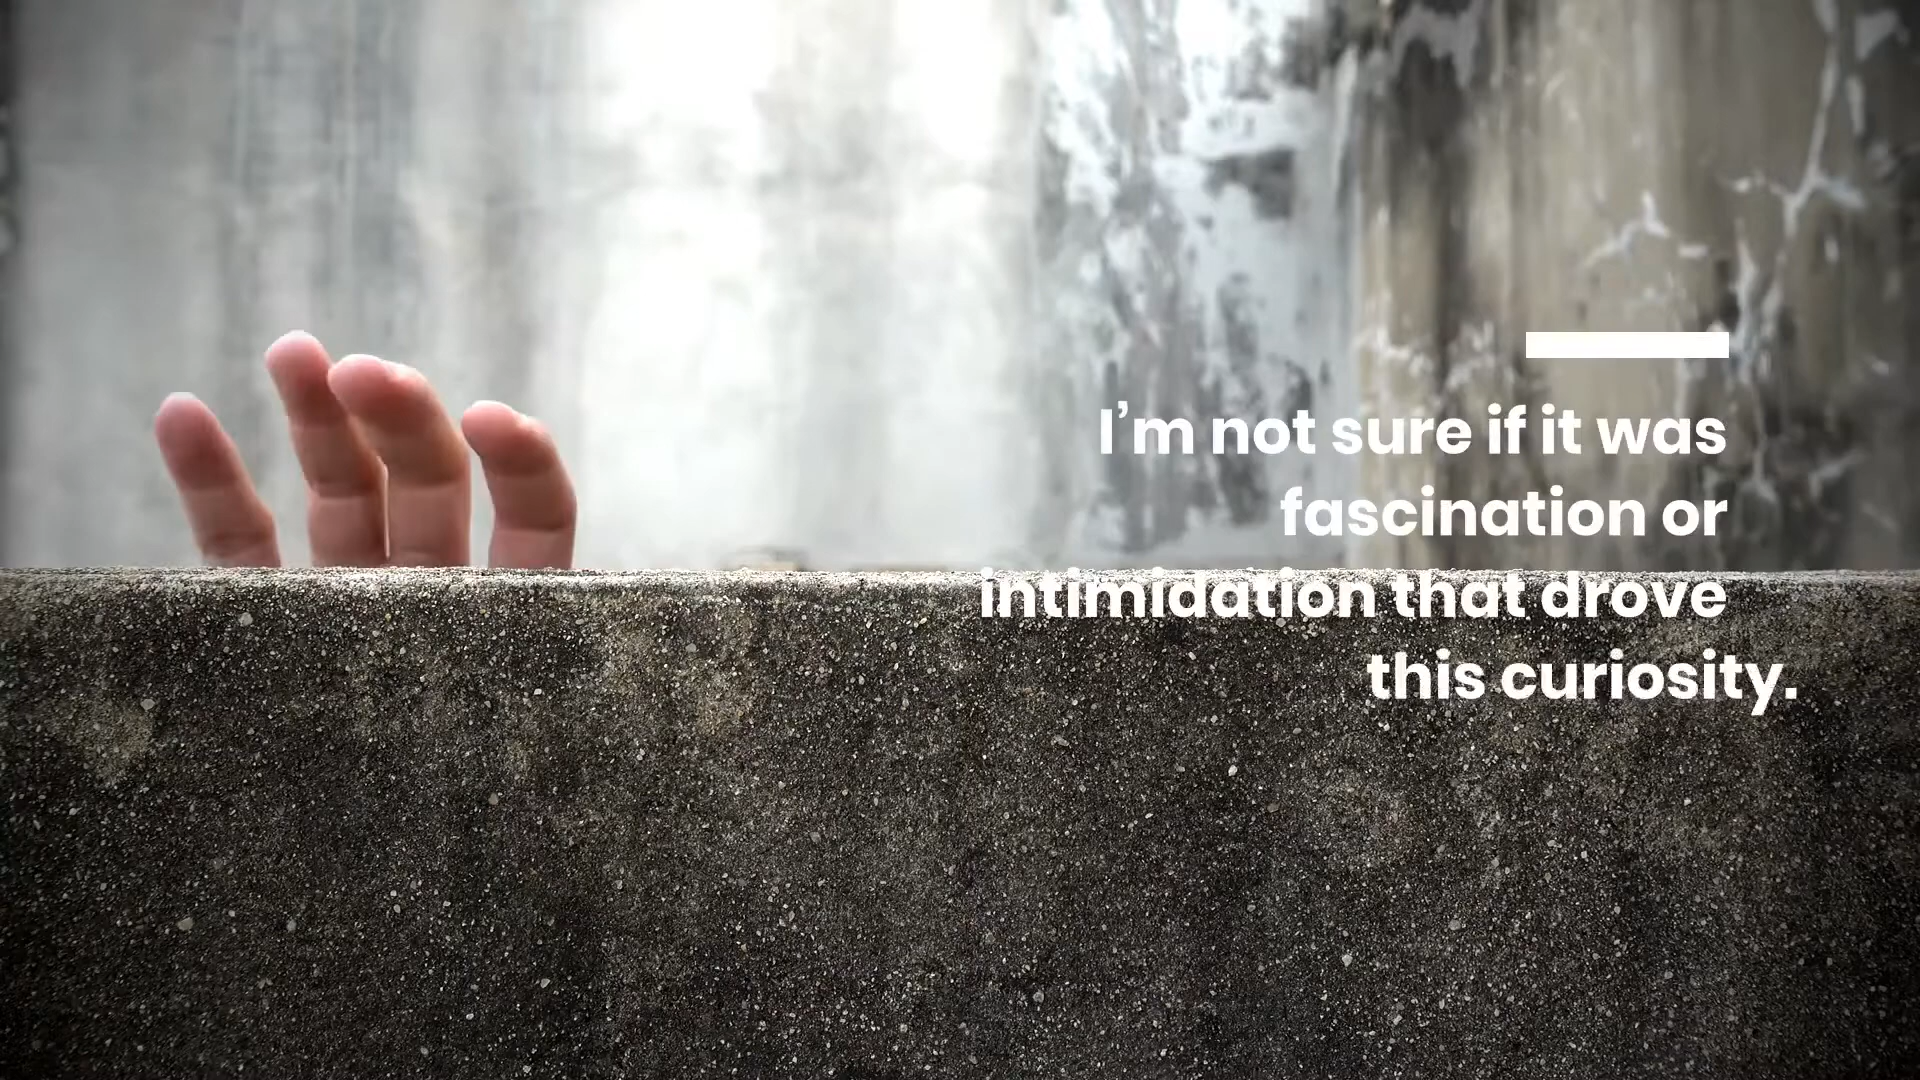 I’m not sure if it was
fascination or
intimidation that drove
this curiosity.